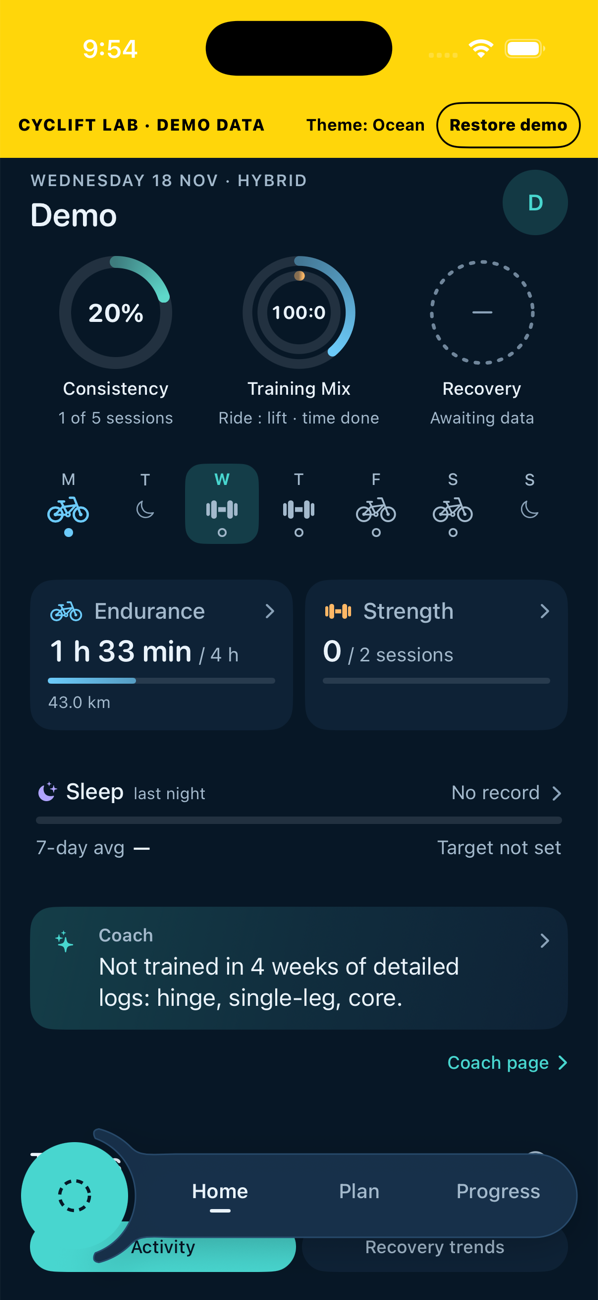 9:54
CYCLIFT LAB · DEMO DATA
Theme: Ocean
Restore demo
WEDNESDAY 18 NOV · HYBRID
Demo
D
20%
100:0
—
Consistency
Training Mix
Recovery
1 of 5 sessions
Ride : lift · time done
Awaiting data
M T W T F S S
Endurance
1 h 33 min / 4 h
43.0 km
Strength
0 / 2 sessions
Sleep last night
No record
7-day avg —
Target not set
Coach
Not trained in 4 weeks of detailed
logs: hinge, single-leg, core.
Coach page
Home
Plan
Progress
Activity
Recovery trends